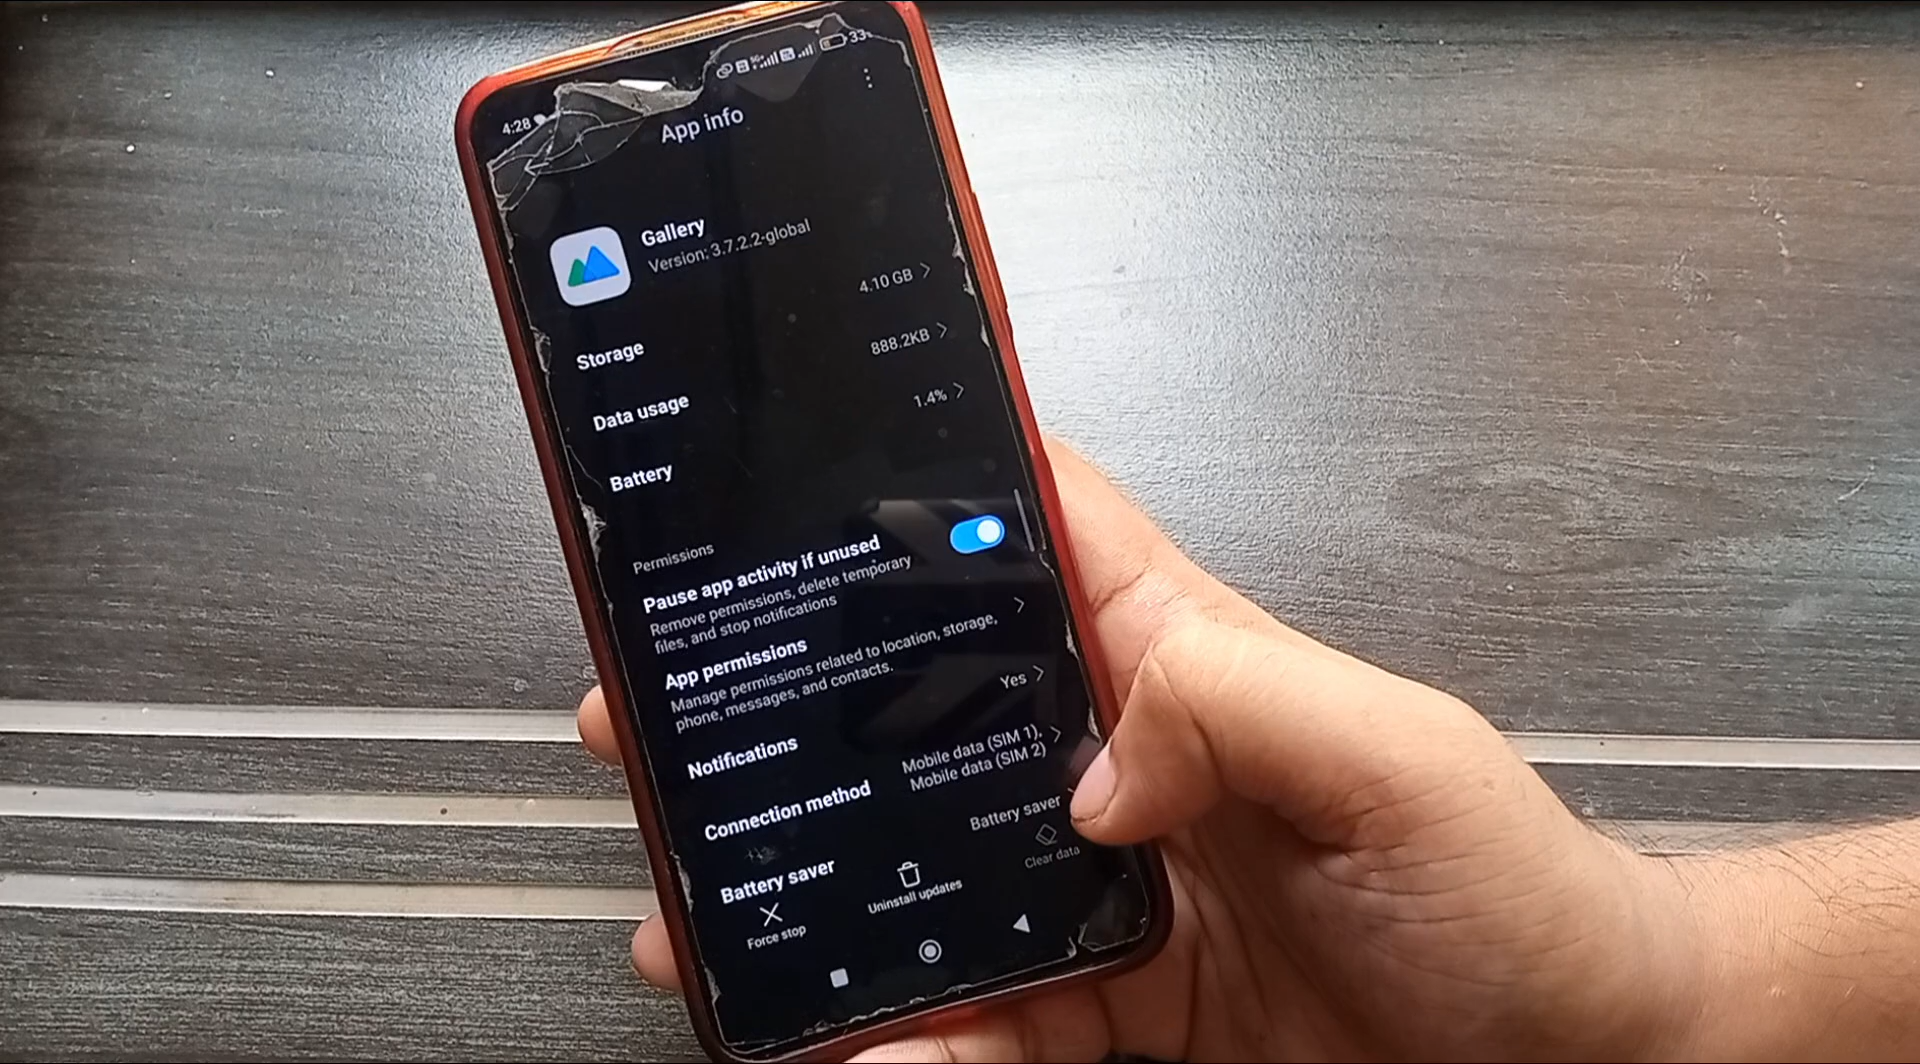 4:28
33
App info
Gallery
Version: 3.7.2.2-global
Storage
4.10 GB
Data usage
888.2KB
Battery
1.4%
Permissions
Pause app activity if unused
Remove permissions, delete temporary
files, and stop notifications
App permissions
Manage permissions related to location, storage,
phone, messages, and contacts.
Notifications
Yes
Connection method
Mobile data (SIM 1),
Mobile data (SIM 2)
Battery saver
Battery saver
Force stop
Uninstall updates
Clear data